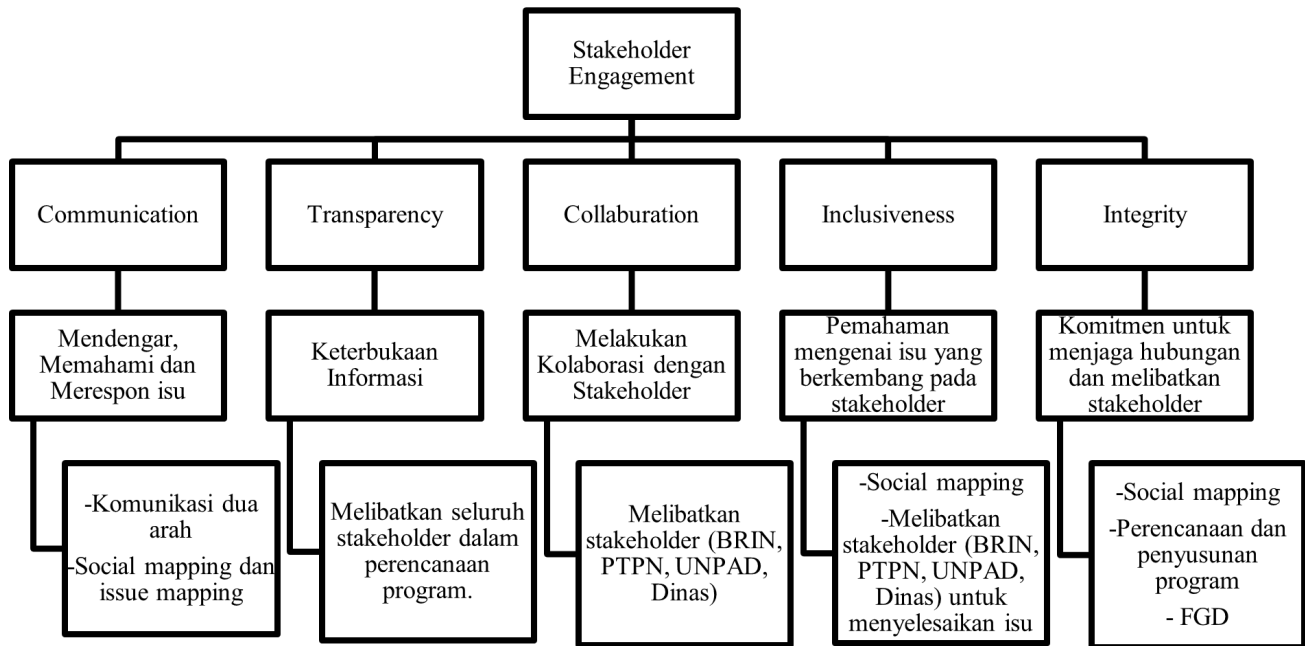 Stakeholder
Engagement
Communication
Transparency
Collaburation
Inclusiveness
Integrity
Mendengar,
Memahami dan
Merespon isu
Keterbukaan
Informasi
Melakukan
Kolaborasi dengan
Stakeholder
Pemahaman
mengenai isu yang
berkembang pada
stakeholder
Komitmen untuk
menjaga hubungan
dan melibatkan
stakeholder
-Komunikasi dua
arah
-Social mapping dan
issue mapping
Melibatkan seluruh
stakeholder dalam
perencanaan
program.
Melibatkan
stakeholder (BRIN,
PTPN, UNPAD,
Dinas)
-Social mapping
-Melibatkan
stakeholder (BRIN,
PTPN, UNPAD,
Dinas) untuk
menyelesaikan isu
-Social mapping
-Perencanaan dan
penyusunan
program
- FGD